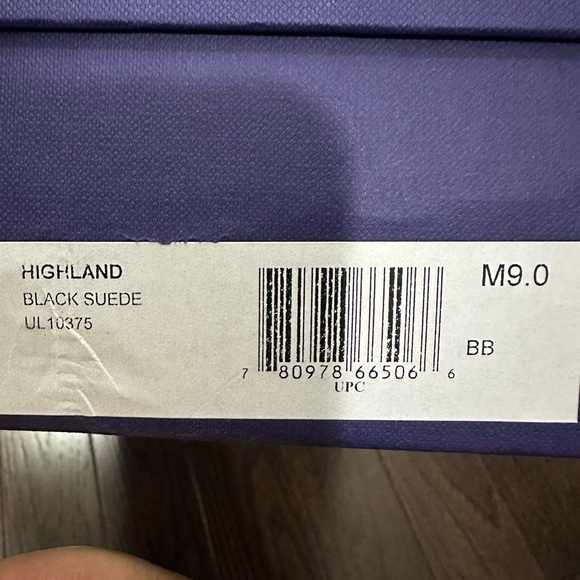 HIGHLAND
BLACK SUEDE
UL10375
7 80978 66506 6
UPC
M9.0
BB